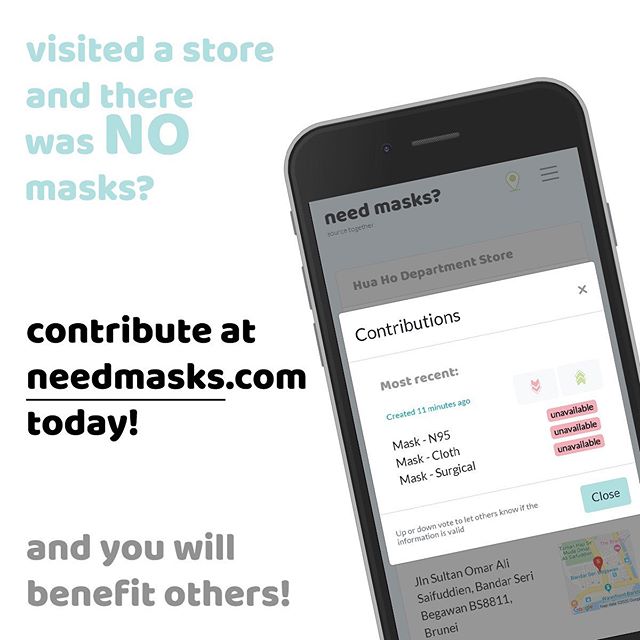 visited a store
and there
was NO
masks?
contribute at
needmasks.com
today!
and you will
benefit others!
need masks?
source together
Hua Ho Department Store
Contributions
×
Most recent:
Created 11 minutes ago
Mask - N95 unavailable
Mask - Cloth unavailable
Mask - Surgical unavailable
Up or down vote to let others know if the
information is valid
Close
Jln Sultan Omar Ali
Saifuddien, Bandar Seri
Begawan BS8811,
Brunei